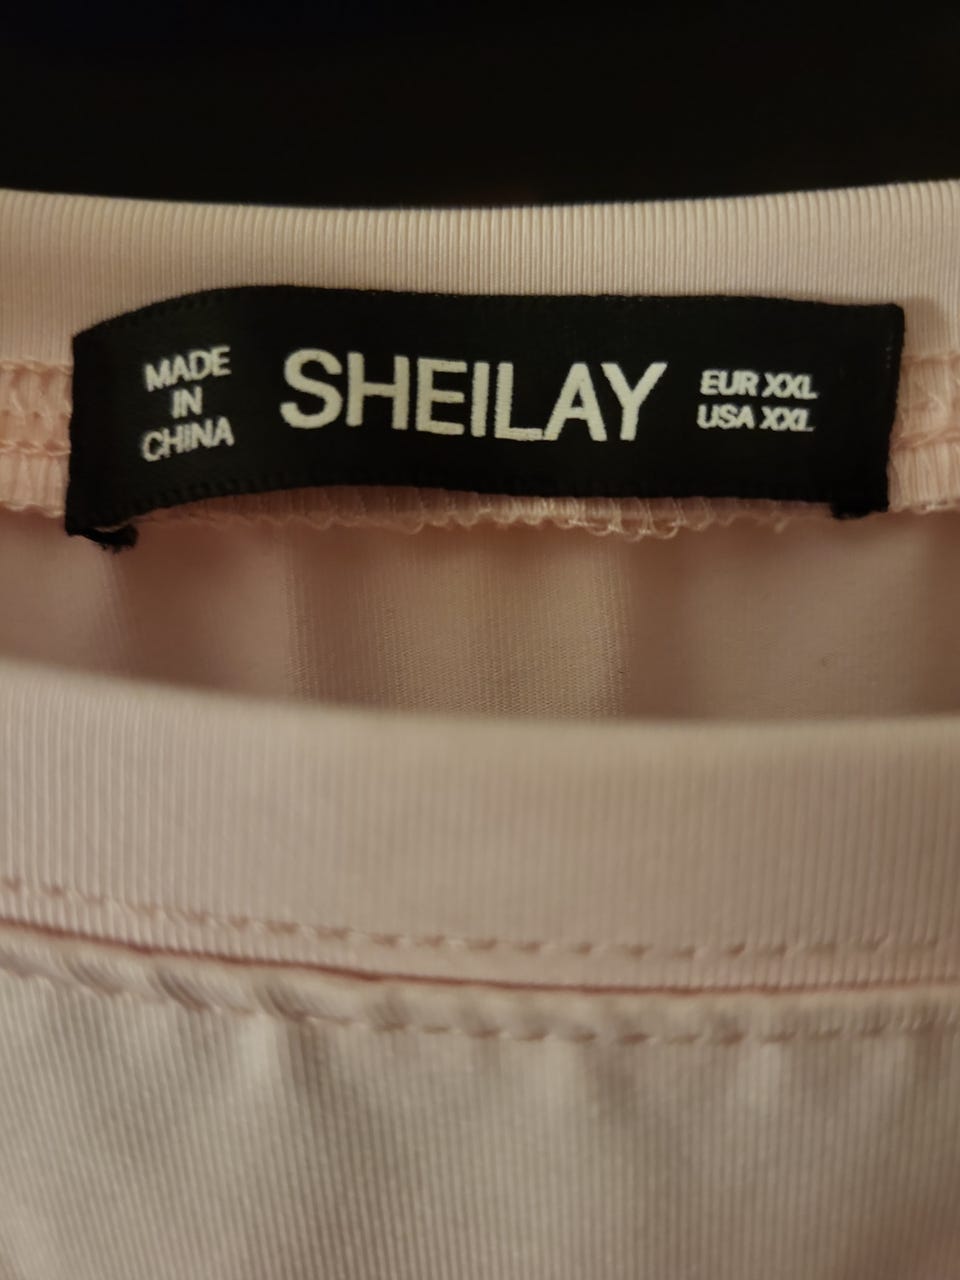 MADE
IN
CHINA
SHEILAY
EUR XXL
USA XXL